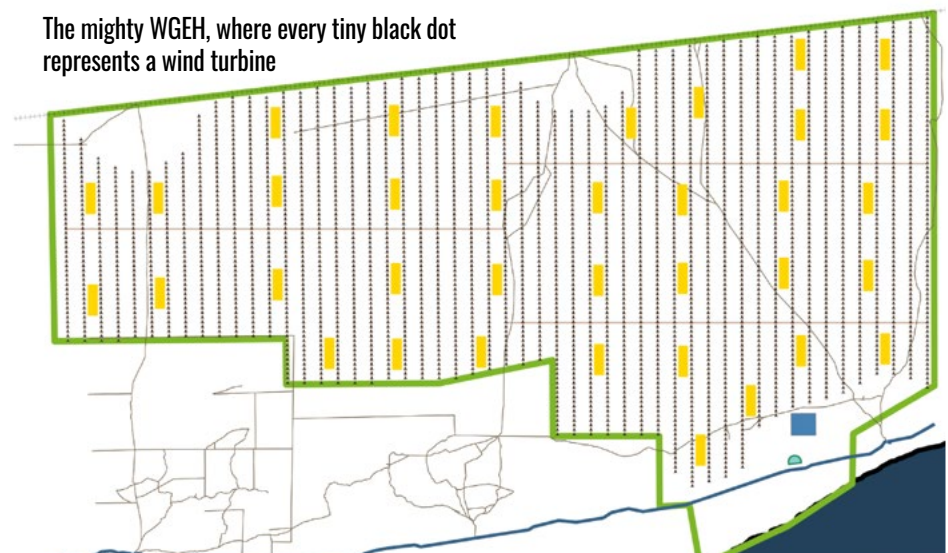 The mighty WGEH, where every tiny black dot
represents a wind turbine